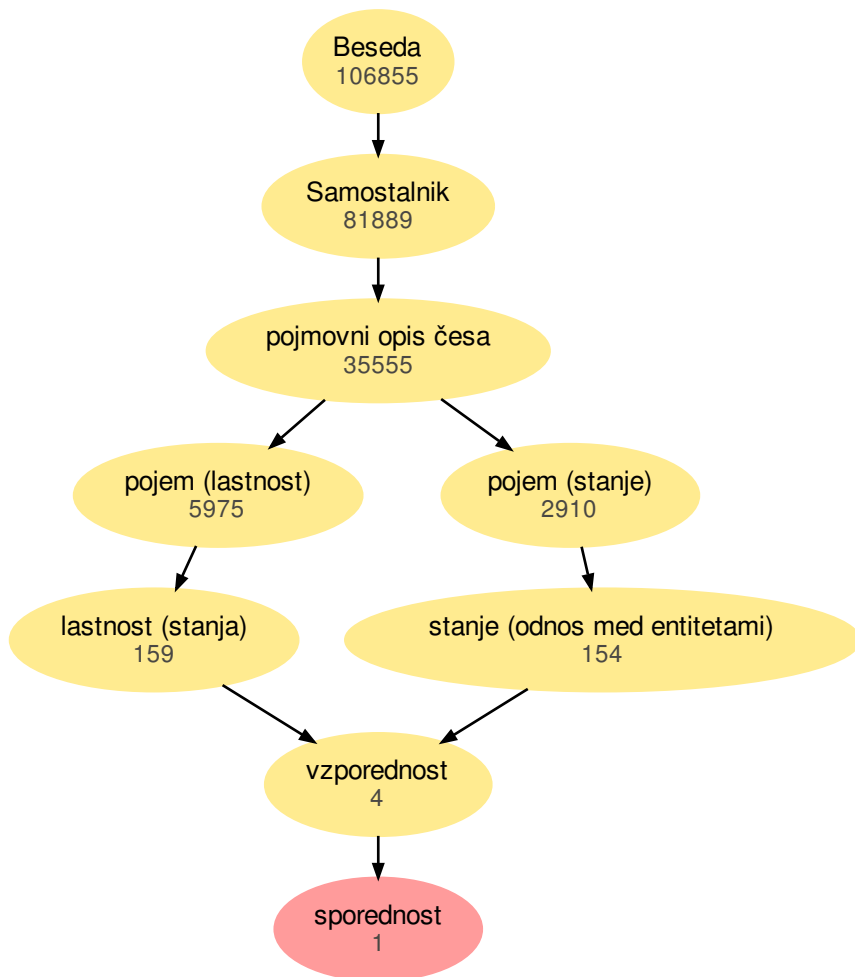 Beseda
106855
Samostalnik
81889
pojmovni opis česa
35555
pojem (lastnost)
5975
pojem (stanje)
2910
lastnost (stanja)
159
stanje (odnos med entitetami)
154
vzporednost
4
sporednost
1